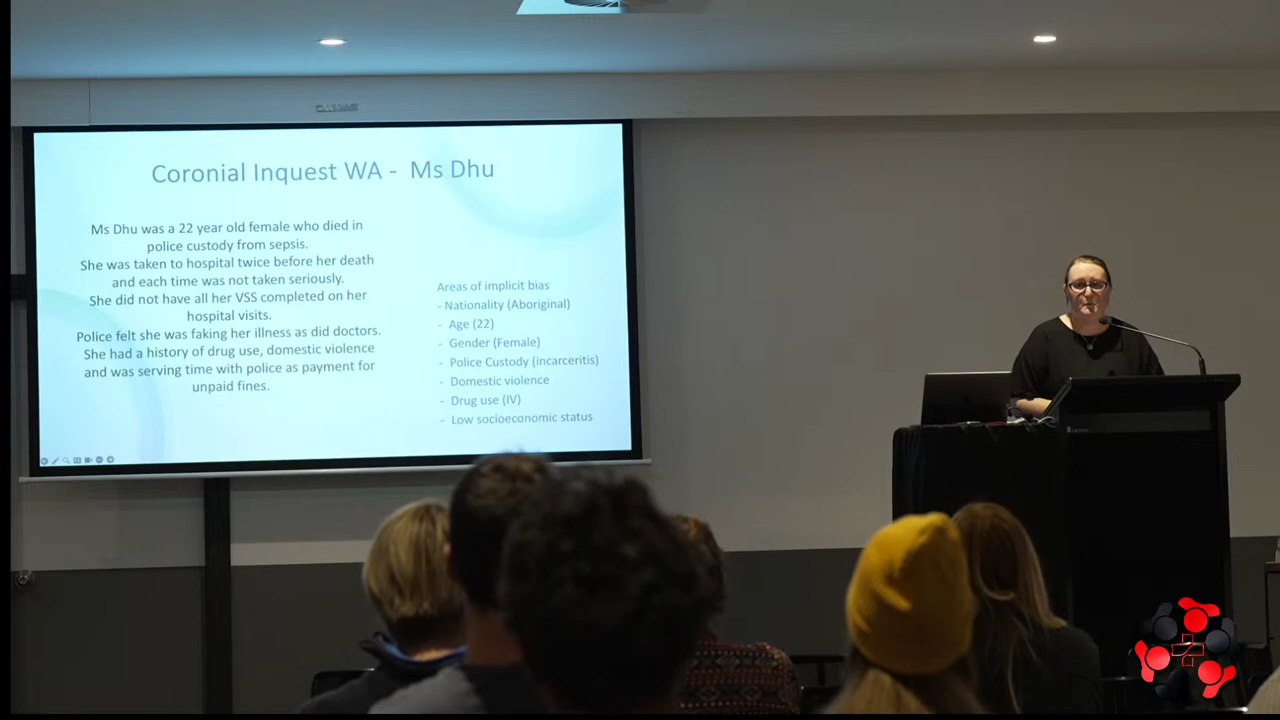 Coronial Inquest WA - Ms Dhu
Ms Dhu was a 22 year old female who died in
police custody from sepsis.
She was taken to hospital twice before her death
and each time was not taken seriously.
She did not have all her VSS completed on her
hospital visits.
Police felt she was faking her illness as did doctors.
She had a history of drug use, domestic violence
and was serving time with police as payment for
unpaid fines.
Areas of implicit bias
- Nationality (Aboriginal)
- Age (22)
- Gender (Female)
- Police Custody (incarceritis)
- Domestic violence
- Drug use (IV)
- Low socioeconomic status